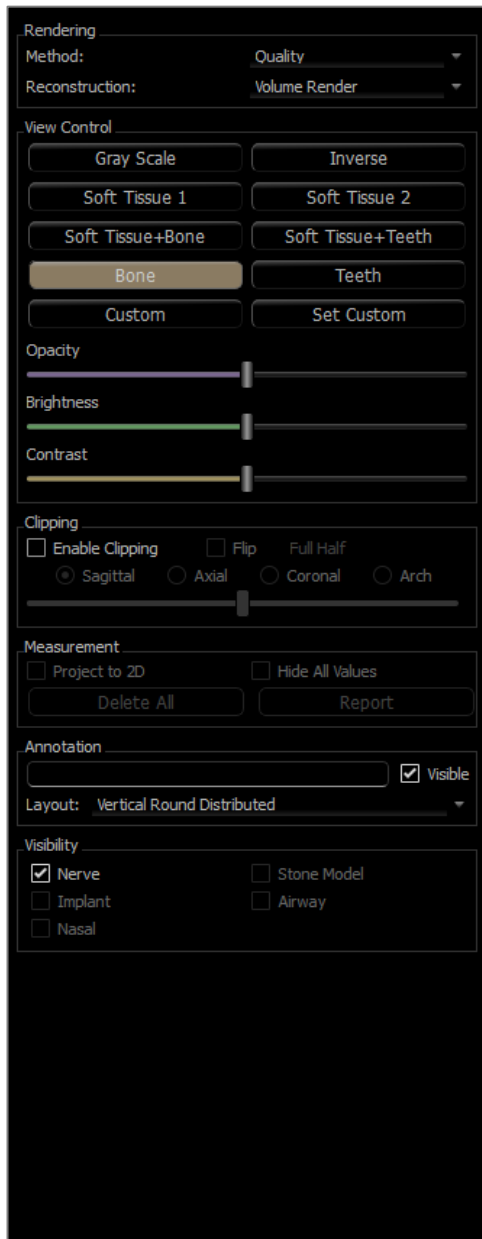 Rendering
Method: Quality
Reconstruction: Volume Render
View Control
Gray Scale Inverse
Soft Tissue 1 Soft Tissue 2
Soft Tissue+Bone Soft Tissue+Teeth
Bone Teeth
Custom Set Custom
Opacity
Brightness
Contrast
Clipping
Enable Clipping Flip Full Half
Sagittal Axial Coronal Arch
Measurement
Project to 2D Hide All Values
Delete All Report
Annotation
Visible
Layout: Vertical Round Distributed
Visibility
Nerve Stone Model
Implant Airway
Nasal